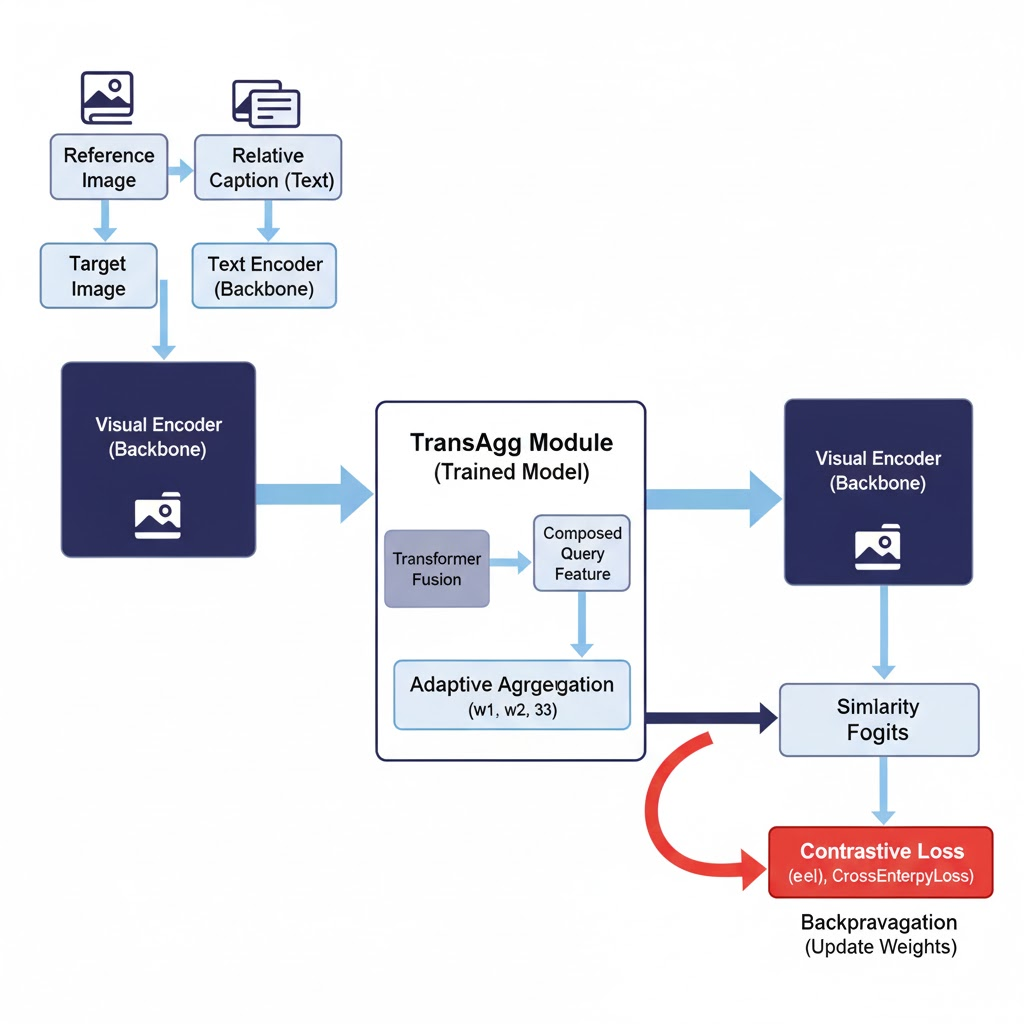 Reference
Image
Relative
Caption (Text)
Target
Image
Text Encoder
(Backbone)
Visual Encoder
(Backbone)
TransAgg Module
(Trained Model)
Transformer
Fusion
Composed
Query
Feature
Adaptive Agrgegation
(w1, w2, 33)
Visual Encoder
(Backbone)
Simlarity
Fogits
Contrastive Loss
(eel), CrossEnterpyLoss)
Backpravagation
(Update Weights)